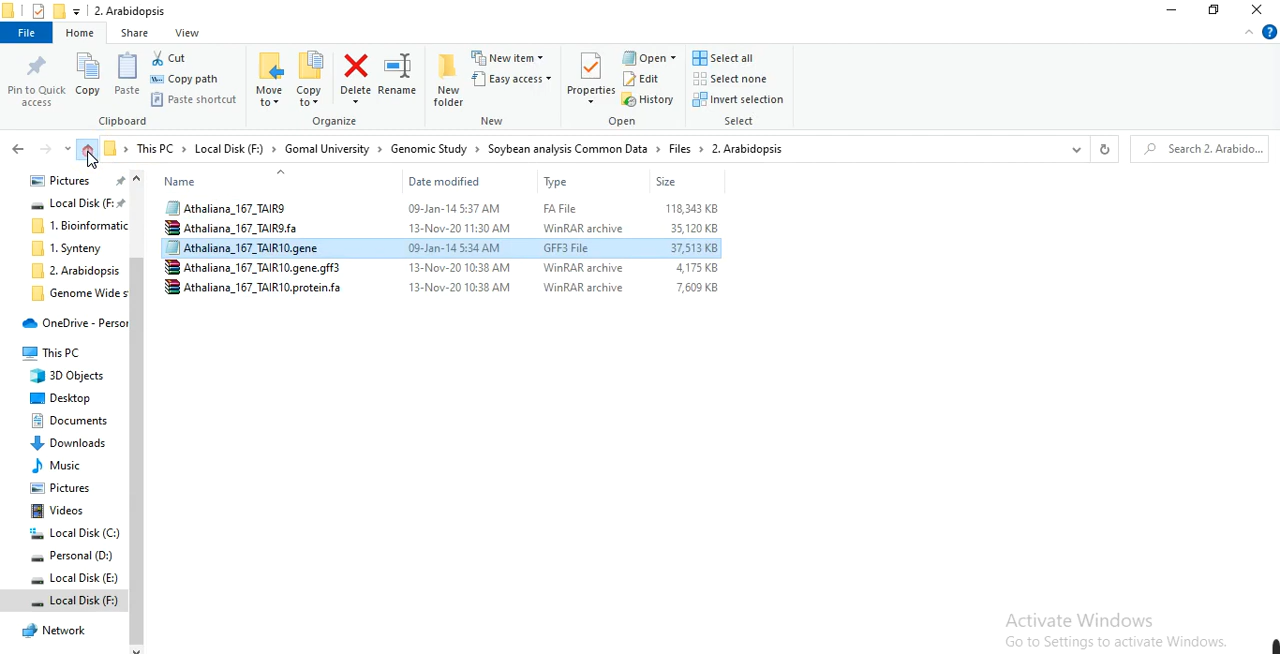 2. Arabidopsis
File Home Share View
Pin to Quick access
Copy
Paste
Cut
Copy path
Paste shortcut
Clipboard
Move to
Copy to
Delete
Rename
Organize
New folder
New item
Easy access
New
Properties
Open
Edit
History
Open
Select all
Select none
Invert selection
Select
This PC > Local Disk (F:) > Gomal University > Genomic Study > Soybean analysis Common Data > Files > 2. Arabidopsis
Search 2. Arabido...
Pictures
Local Disk (F:
1. Bioinformatic
1. Synteny
2. Arabidopsis
Genome Wide s
OneDrive - Person
This PC
3D Objects
Desktop
Documents
Downloads
Music
Pictures
Videos
Local Disk (C:)
Personal (D:)
Local Disk (E:)
Local Disk (F:)
Network
Name Date modified Type Size
Athaliana_167_TAIR9 09-Jan-14 5:37 AM FA File 118,343 KB
Athaliana_167_TAIR9.fa 13-Nov-20 11:30 AM WinRAR archive 35,120 KB
Athaliana_167_TAIR10.gene 09-Jan-14 5:34 AM GFF3 File 37,513 KB
Athaliana_167_TAIR10.gene.gff3 13-Nov-20 10:38 AM WinRAR archive 4,175 KB
Athaliana_167_TAIR10.protein.fa 13-Nov-20 10:38 AM WinRAR archive 7,609 KB
Activate Windows
Go to Settings to activate Windows.